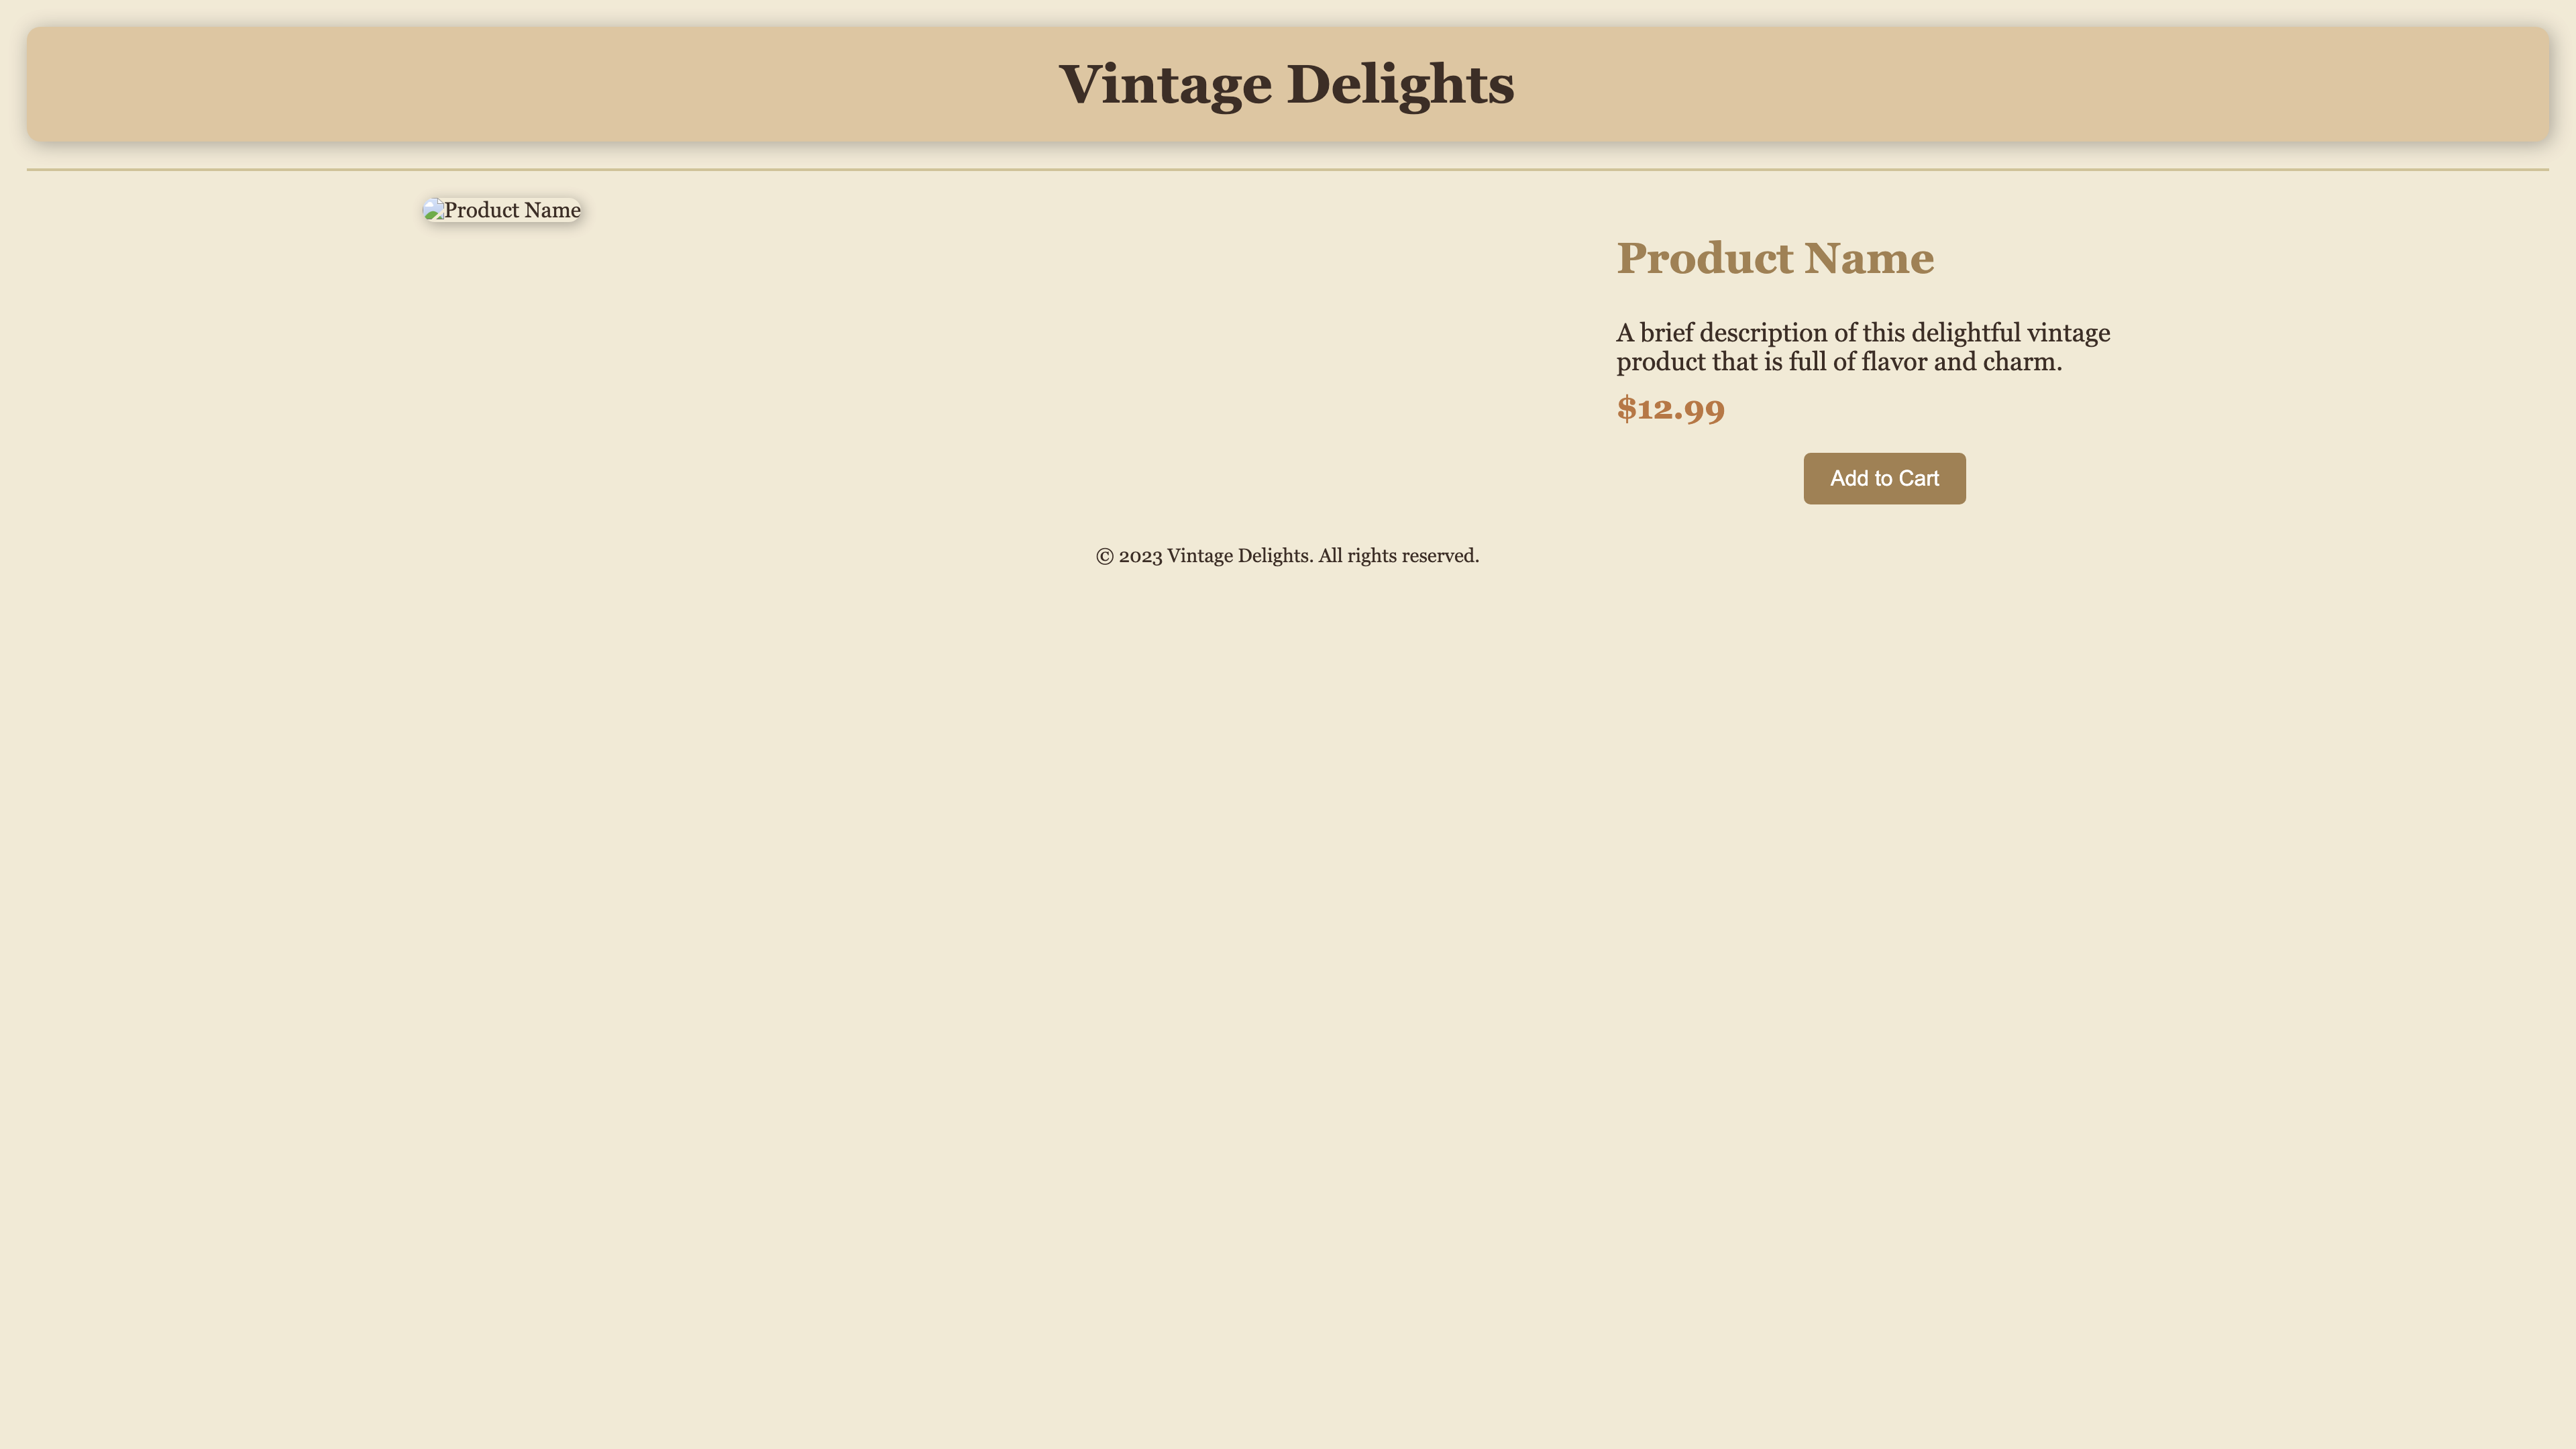 Vintage Delights
Product Name
Product Name
A brief description of this delightful vintage
product that is full of flavor and charm.
$12.99
Add to Cart
© 2023 Vintage Delights. All rights reserved.